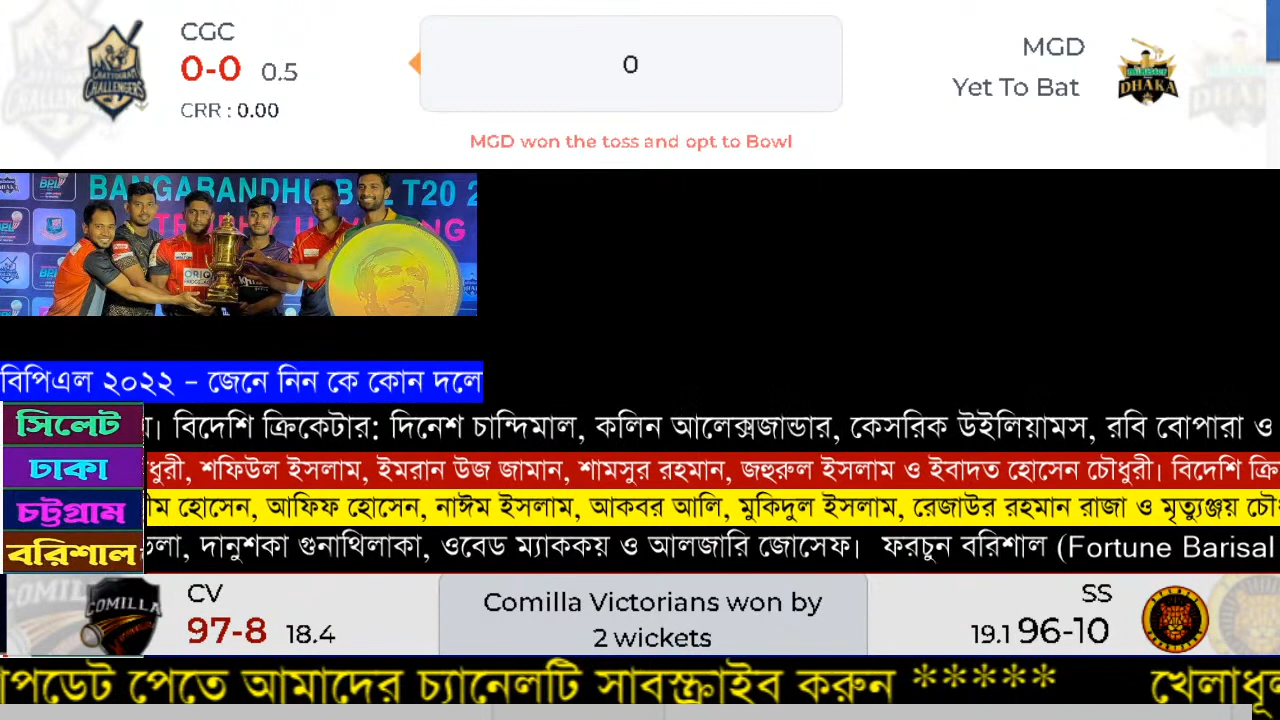 CGC
0-0 0.5
CRR : 0.00
0
MGD
Yet To Bat
CHALLENGERS
DHAKA
MGD won the toss and opt to Bowl
BANGABANDHU BPL T20 2
বিপিএল ২০২২ – জেনে নিন কে কোন দলে
সিলেট
। বিদেশি ক্রিকেটার: দিনেশ চান্দিমাল, কলিন আলেক্সজান্ডার, কেসরিক উইলিয়ামস, রবি বোপারা ও
ঢাকা
ধুরী, শফিউল ইসলাম, ইমরান উজ জামান, শামসুর রহমান, জহুরুল ইসলাম ও ইবাদত হোসেন চৌধুরী। বিদেশি ক্রি
চট্টগ্রাম
ীম হোসেন, আফিফ হোসেন, নাঈম ইসলাম, আকবর আলি, মুকিদুল ইসলাম, রেজাউর রহমান রাজা ও মৃত্যুঞ্জয় চৌ
বরিশাল
লা, দানুশকা গুনাথিলাকা, ওবেড ম্যাককয় ও আলজারি জোসেফ। ফরচুন বরিশাল (Fortune Barisal
COMILLA
CV
97-8 18.4
Comilla Victorians won by
2 wickets
SS
19.1 96-10
াপডেট পেতে আমাদের চ্যানেলটি সাবস্ক্রাইব করুন ***** খেলাধূল